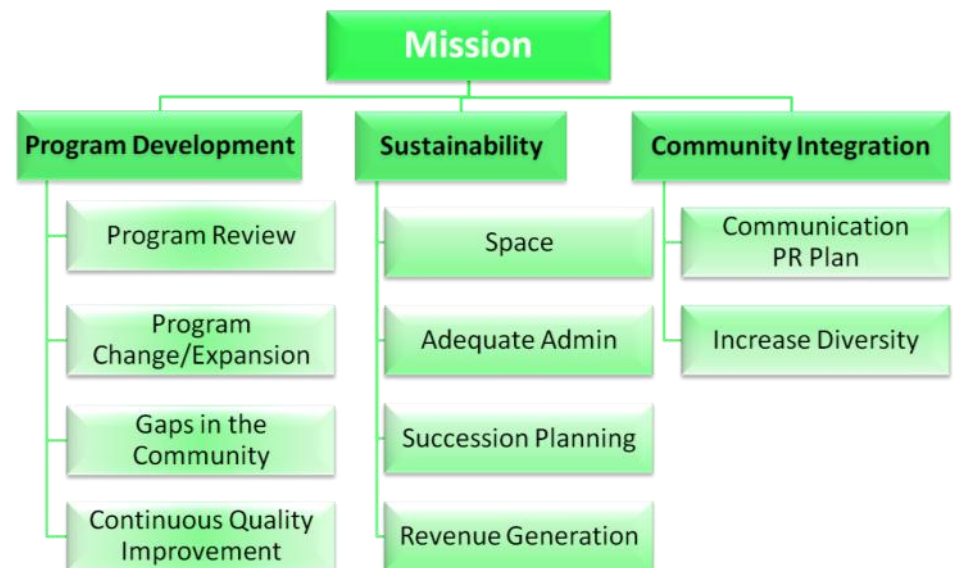 Mission
Program Development
Program Review
Program
Change/Expansion
Gaps in the
Community
Continuous Quality
Improvement
Sustainability
Space
Adequate Admin
Succession Planning
Revenue Generation
Community Integration
Communication
PR Plan
Increase Diversity